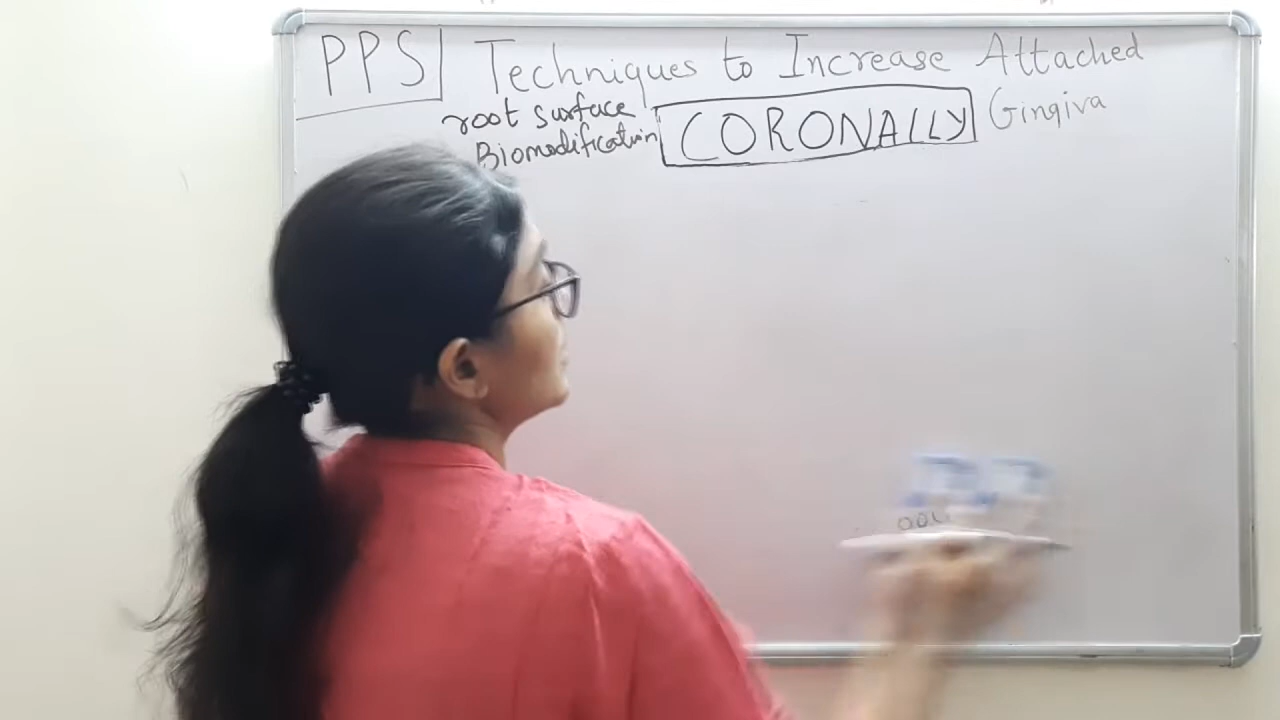 PPS Techniques to Increase Attached
Gingiva
root surface
Biomodification
CORONALLY